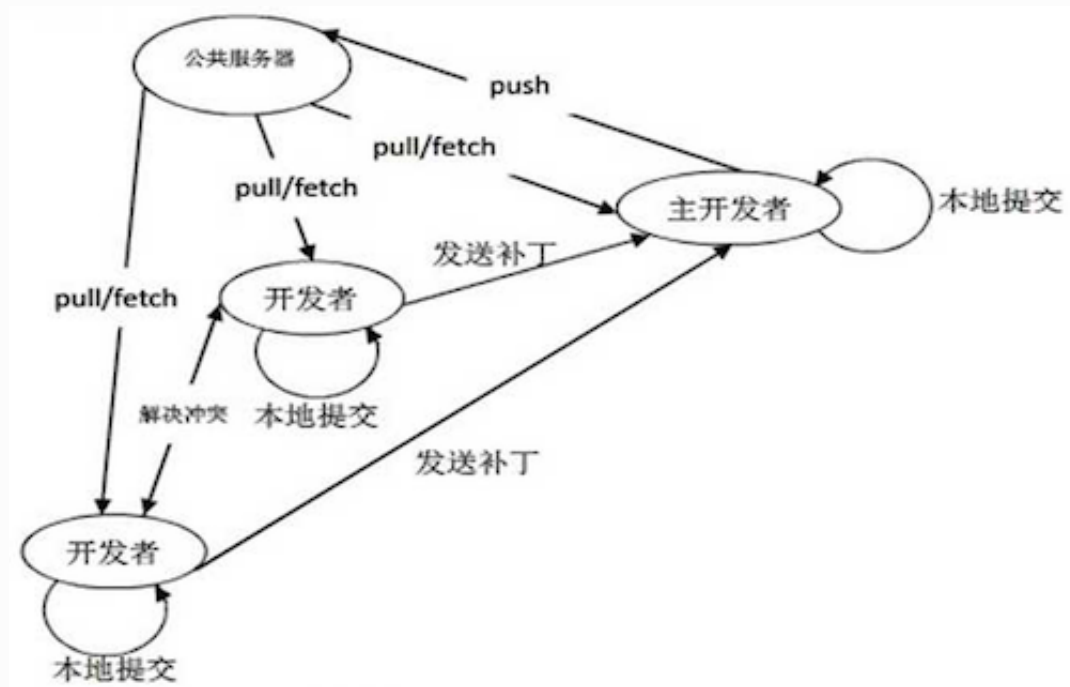 公共服务器
push
pull/fetch
pull/fetch
主开发者
本地提交
发送补丁
pull/fetch
开发者
解决冲突
本地提交
发送补丁
开发者
本地提交